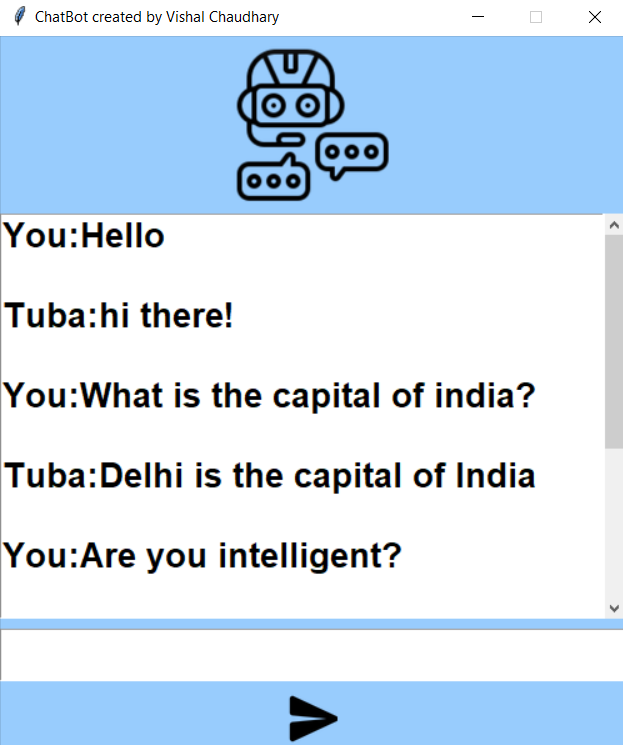 ChatBot created by Vishal Chaudhary
You:Hello
Tuba:hi there!
You:What is the capital of india?
Tuba:Delhi is the capital of India
You:Are you intelligent?